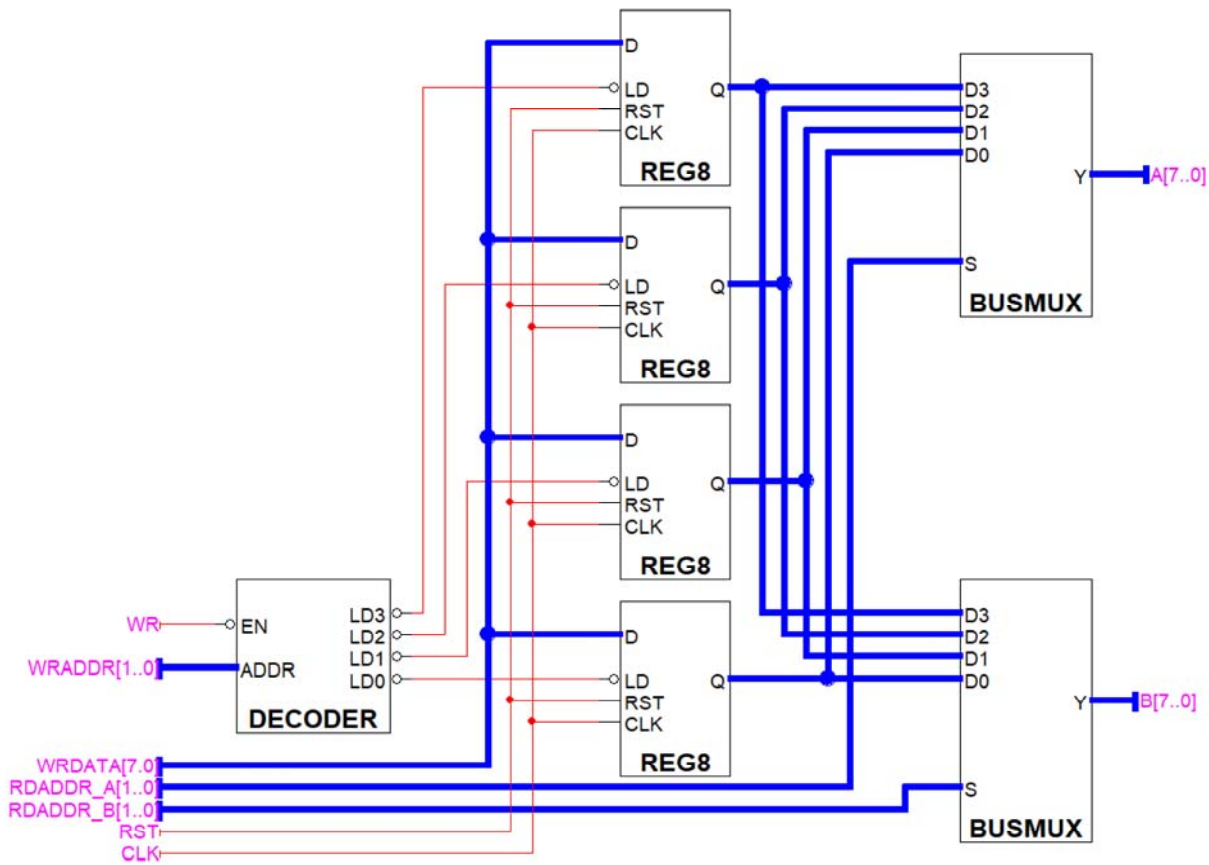 D
LD
RST
CLK
Q
REG8
D3
D2
D1
D0
Y
S
BUSMUX
A[7..0]
D
LD
RST
CLK
Q
REG8
D
LD
RST
CLK
Q
REG8
D
LD
RST
CLK
Q
REG8
D3
D2
D1
D0
Y
S
BUSMUX
B[7..0]
WR
WRADDR[1..0]
EN
ADDR
LD3
LD2
LD1
LD0
DECODER
WRDATA[7.0]
RDADDR_A[1..0]
RDADDR_B[1..0]
RST
CLK